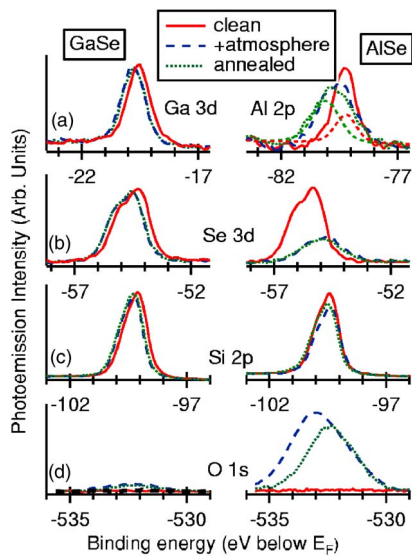 GaSe
clean
+atmosphere
annealed
AlSe
Photoemission Intensity (Arb. Units)
(a)
Ga 3d
Al 2p
-22
-17
-82
-77
(b)
Se 3d
-57
-52
-57
-52
(c)
Si 2p
-102
-97
-102
-97
(d)
O 1s
-535
-530
-535
-530
Binding energy (eV below EF)